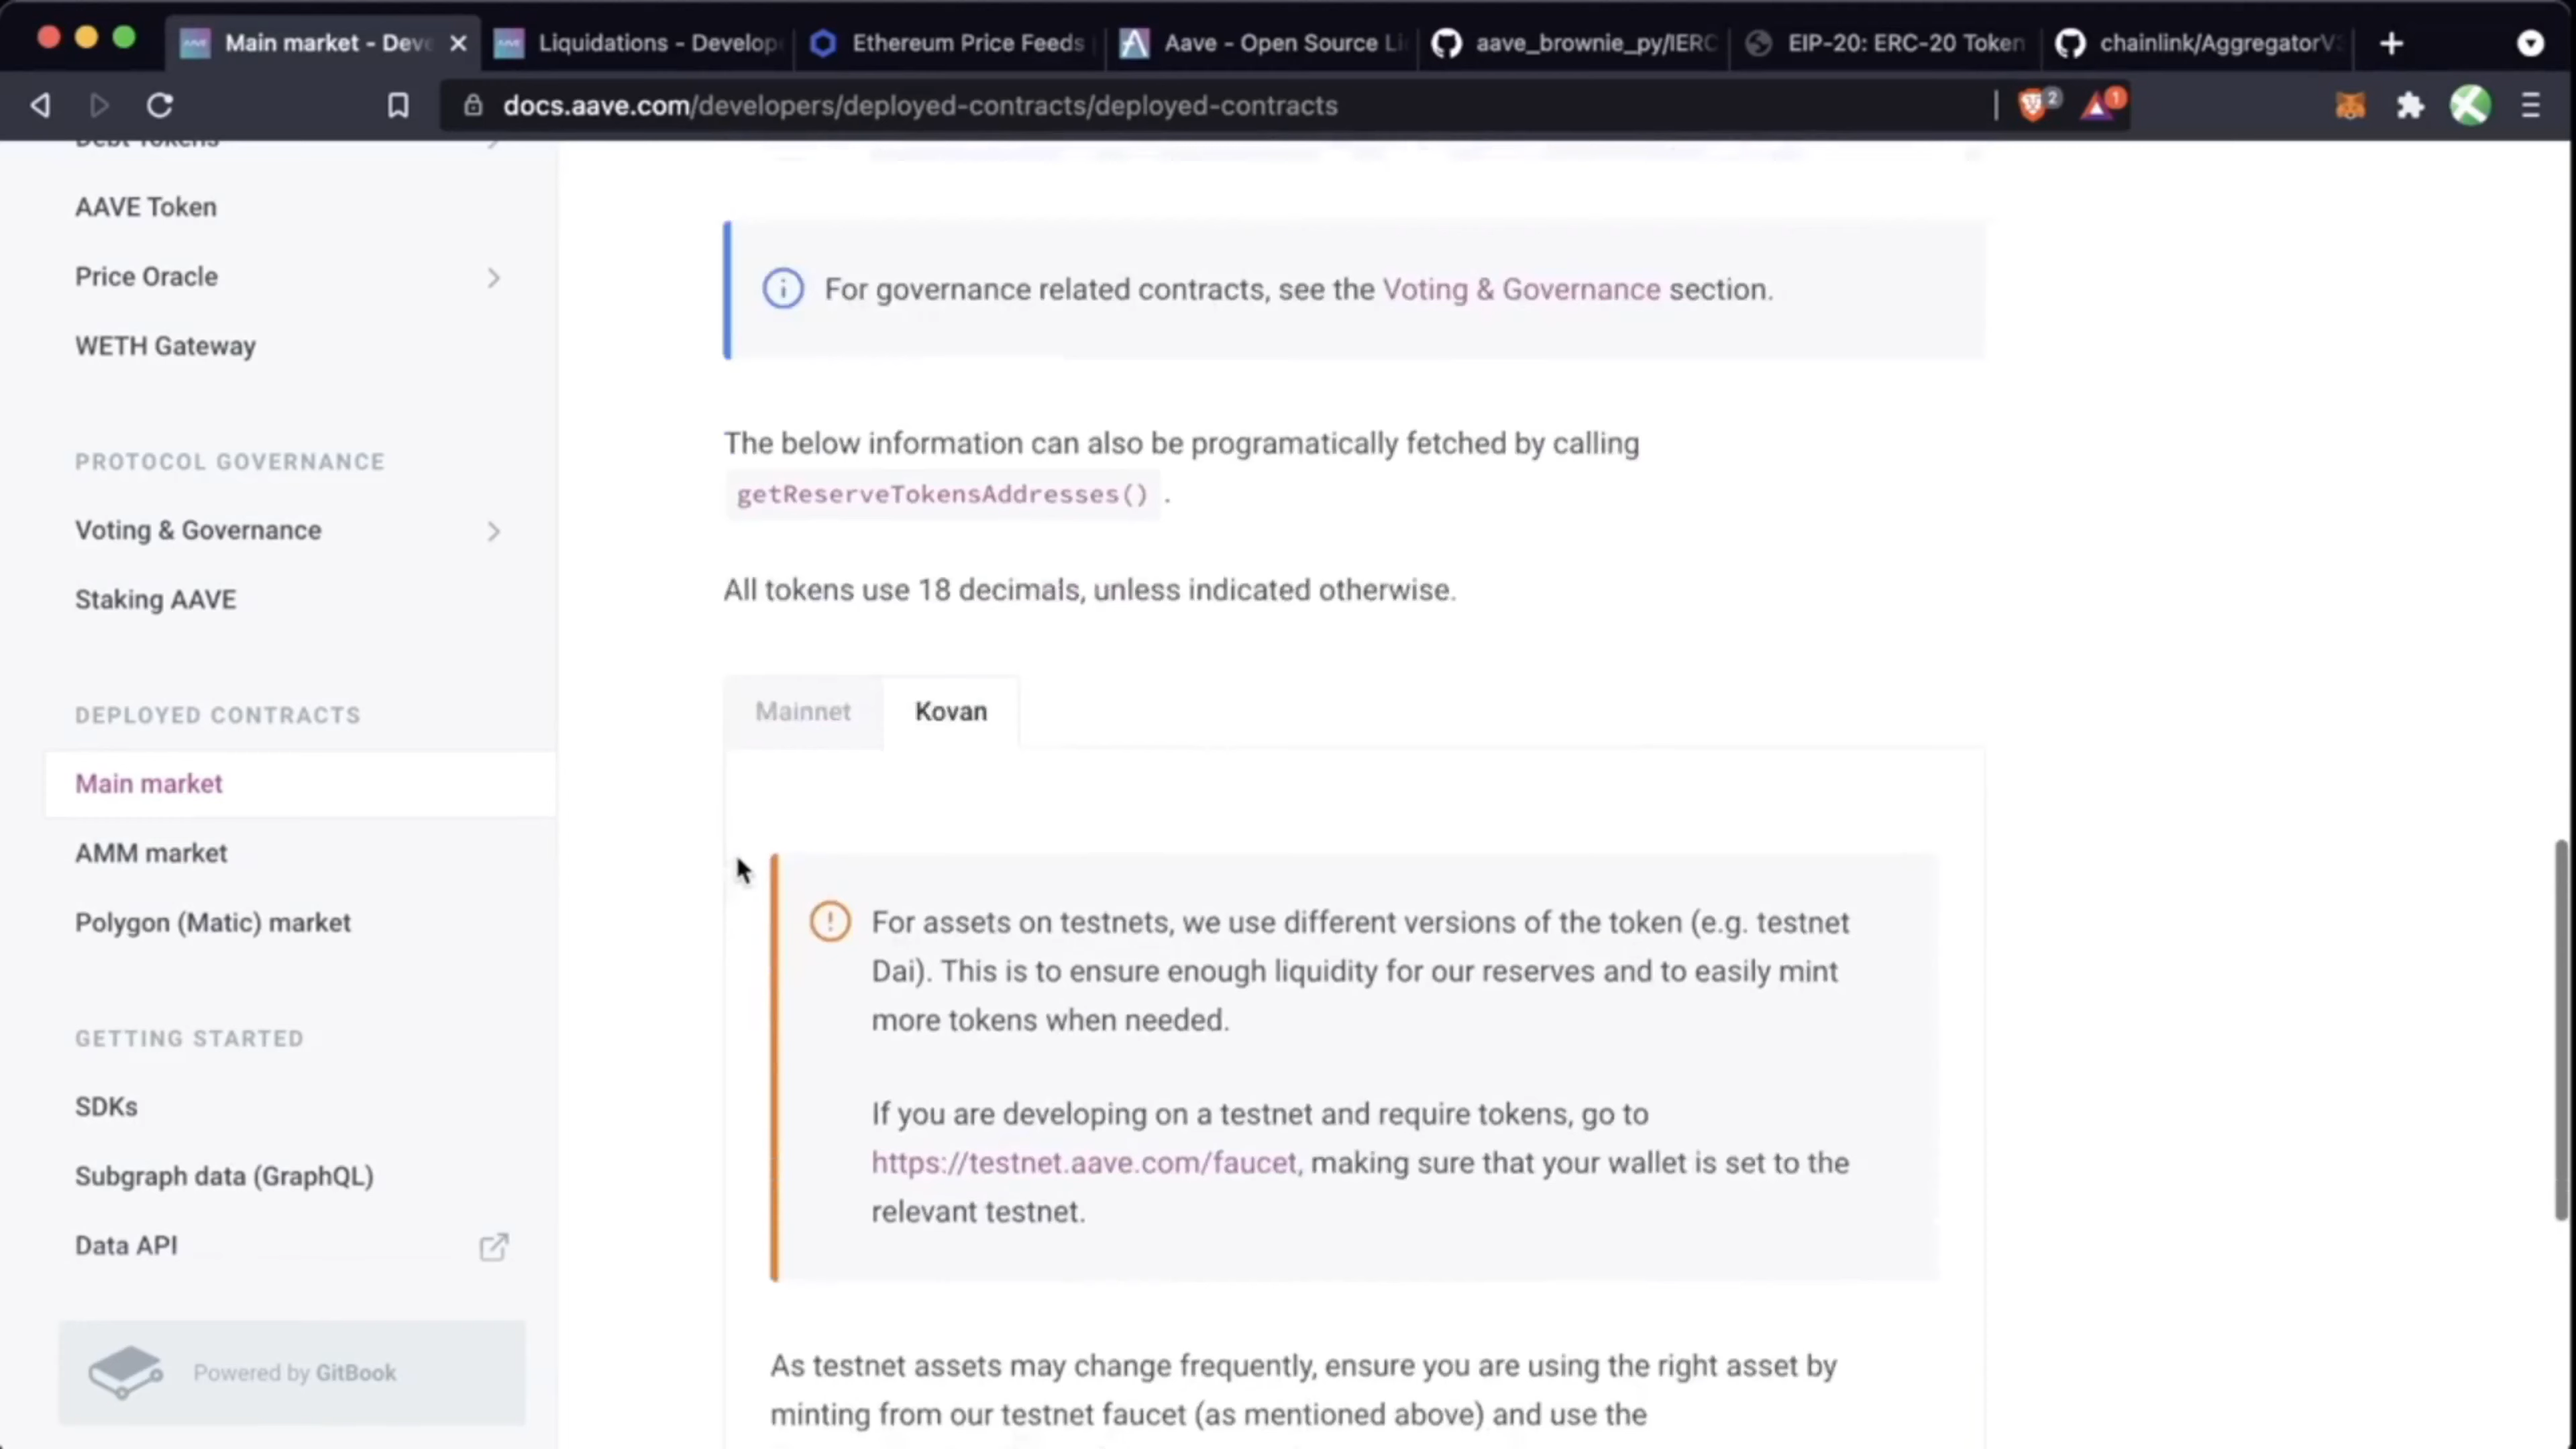 Main market - Deve
Liquidations - Develop
Ethereum Price Feeds
Aave - Open Source Li
aave_brownie_py/IERC
EIP-20: ERC-20 Token
chainlink/AggregatorV3
docs.aave.com/developers/deployed-contracts/deployed-contracts
2
1
Debt Tokens
AAVE Token
Price Oracle
WETH Gateway
PROTOCOL GOVERNANCE
Voting & Governance
Staking AAVE
DEPLOYED CONTRACTS
Main market
AMM market
Polygon (Matic) market
GETTING STARTED
SDKs
Subgraph data (GraphQL)
Data API
Powered by GitBook
For governance related contracts, see the Voting & Governance section.
The below information can also be programatically fetched by calling
getReserveTokensAddresses() .
All tokens use 18 decimals, unless indicated otherwise.
Mainnet
Kovan
For assets on testnets, we use different versions of the token (e.g. testnet
Dai). This is to ensure enough liquidity for our reserves and to easily mint
more tokens when needed.
If you are developing on a testnet and require tokens, go to
https://testnet.aave.com/faucet, making sure that your wallet is set to the
relevant testnet.
As testnet assets may change frequently, ensure you are using the right asset by
minting from our testnet faucet (as mentioned above) and use the